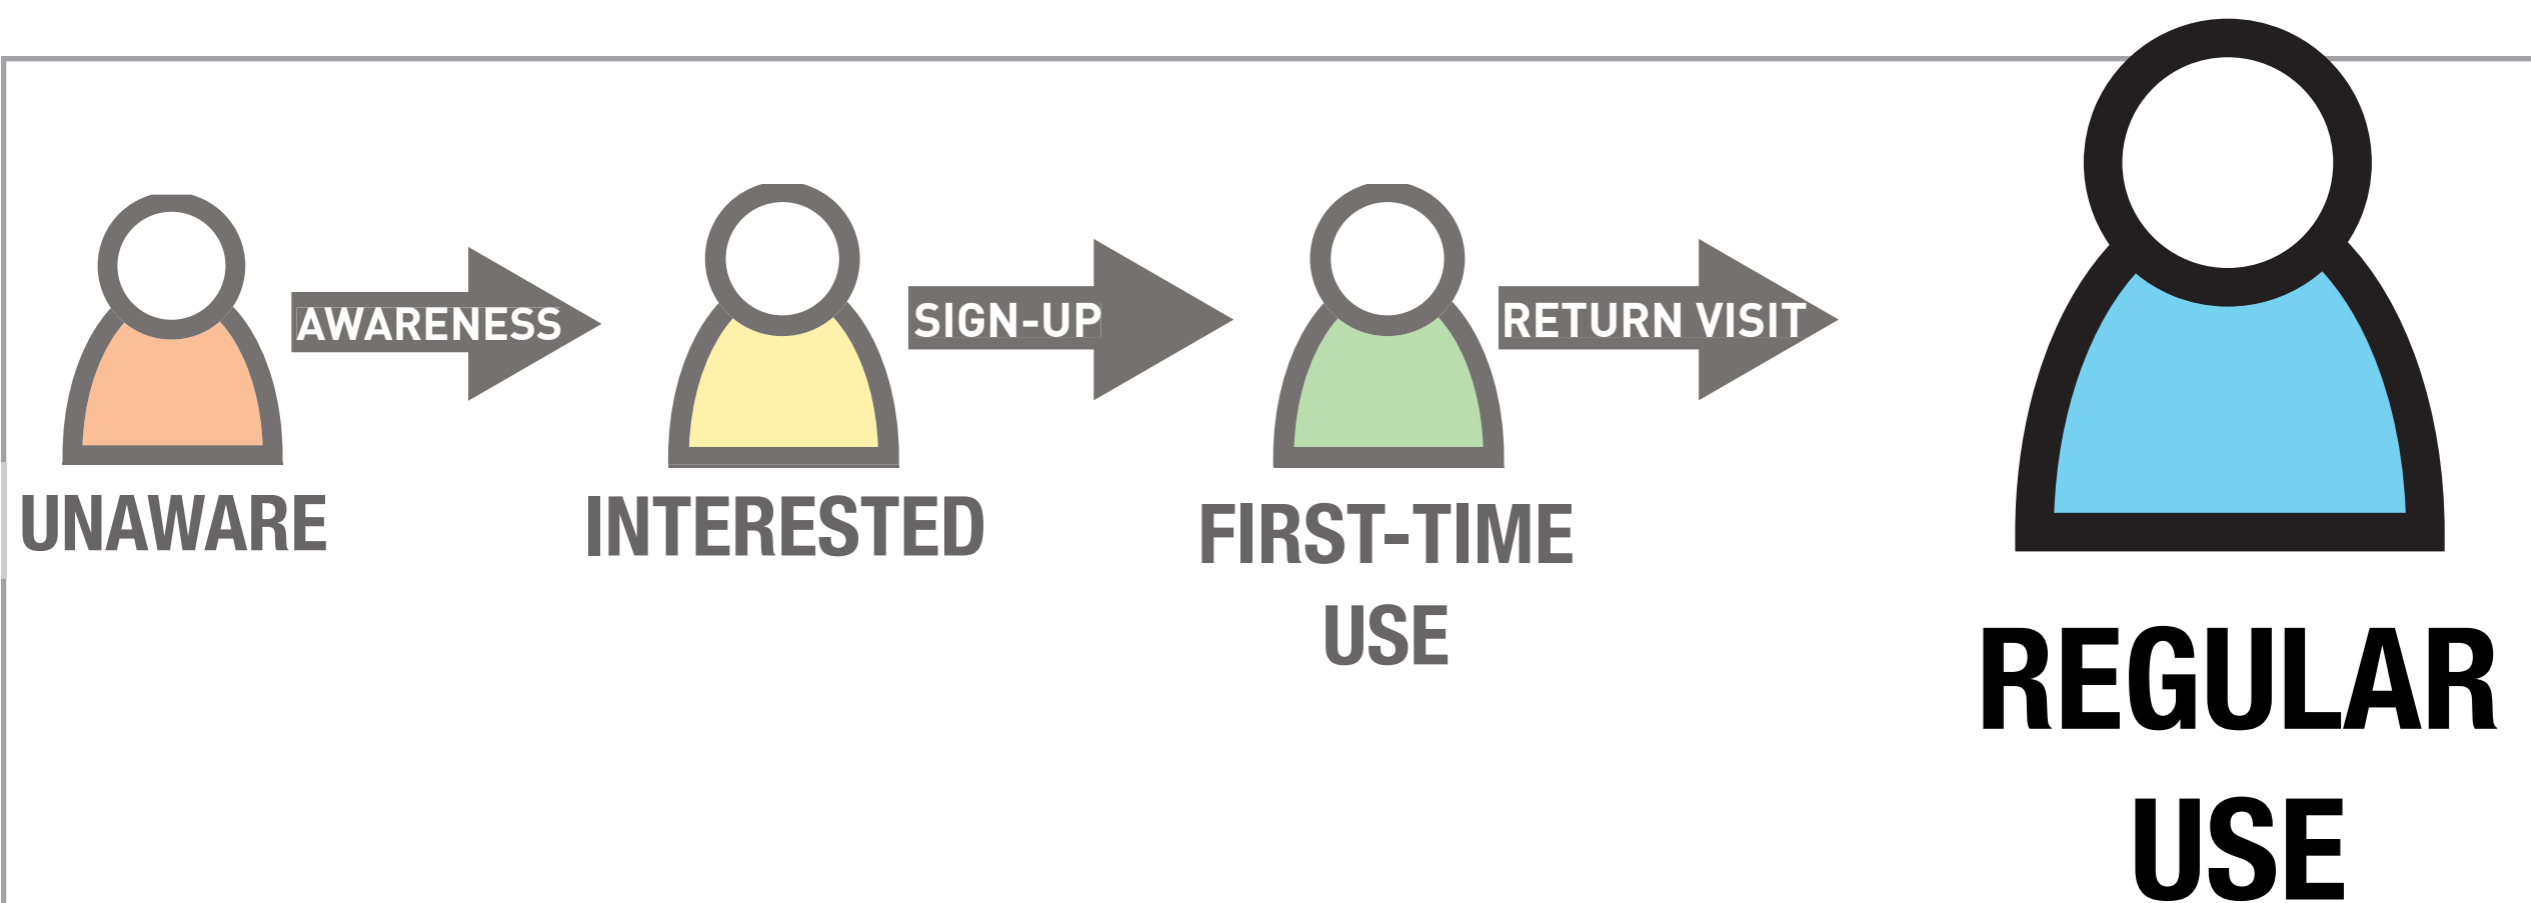 AWARENESS
SIGN-UP
RETURN VISIT
UNAWARE
INTERESTED
FIRST-TIME
USE
REGULAR
USE